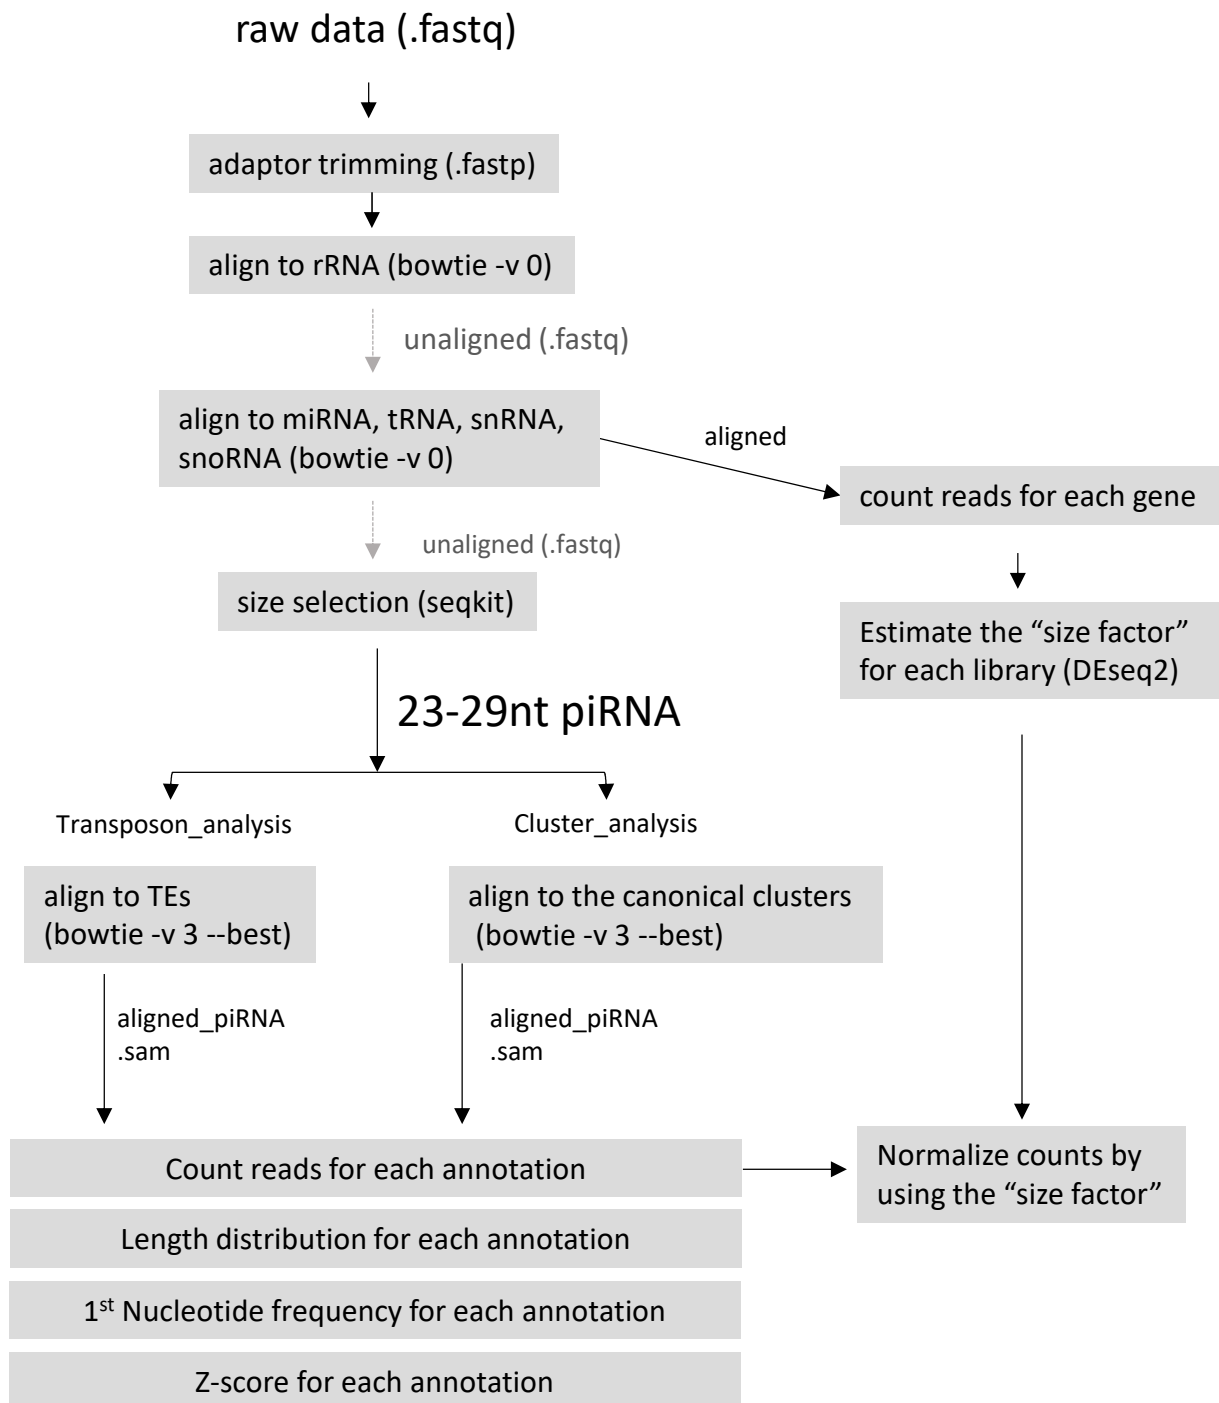 raw data (.fastq)
adaptor trimming (.fastp)
align to rRNA (bowtie -v 0)
unaligned (.fastq)
align to miRNA, tRNA, snRNA,
snoRNA (bowtie -v 0)
aligned
count reads for each gene
unaligned (.fastq)
size selection (seqkit)
Estimate the “size factor”
for each library (DEseq2)
23-29nt piRNA
Transposon_analysis
Cluster_analysis
align to TEs
(bowtie -v 3 --best)
align to the canonical clusters
(bowtie -v 3 --best)
aligned_piRNA
.sam
aligned_piRNA
.sam
Count reads for each annotation
Normalize counts by
using the “size factor”
Length distribution for each annotation
1st Nucleotide frequency for each annotation
Z-score for each annotation